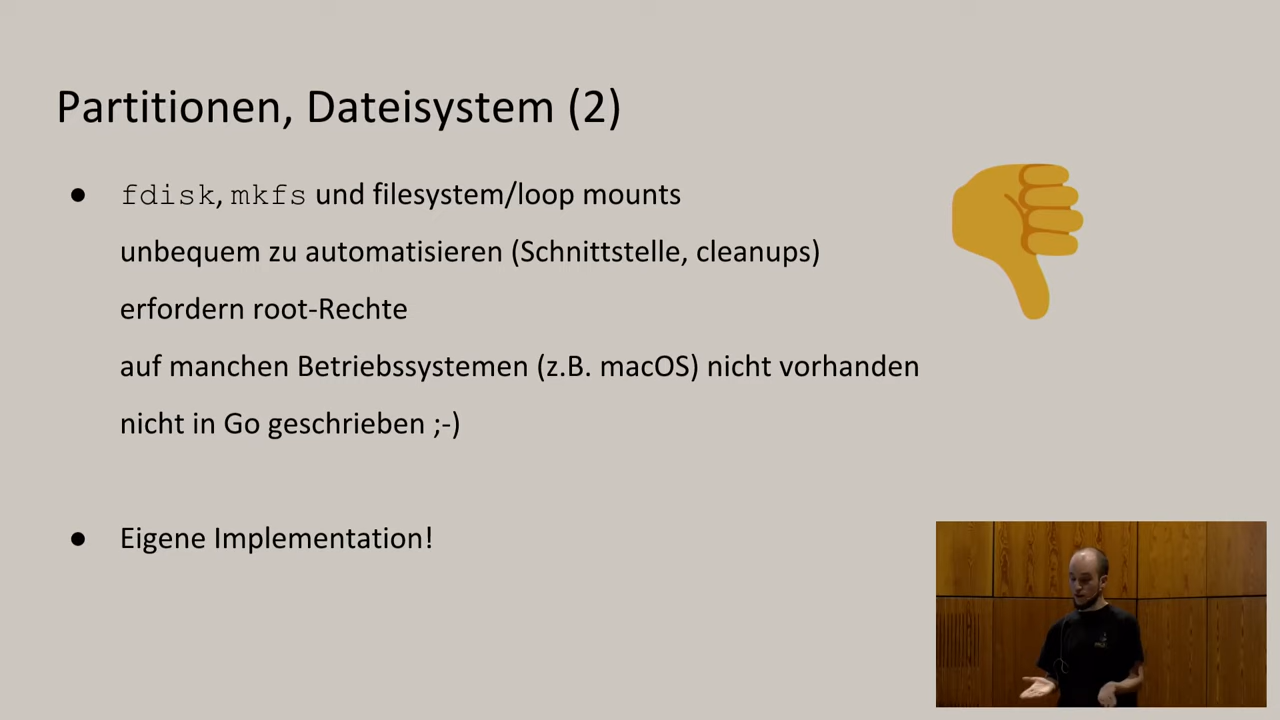 Partitionen, Dateisystem (2)
● fdisk, mkfs und filesystem/loop mounts
unbequem zu automatisieren (Schnittstelle, cleanups)
erfordern root-Rechte
auf manchen Betriebssystemen (z.B. macOS) nicht vorhanden
nicht in Go geschrieben ;-)
● Eigene Implementation!